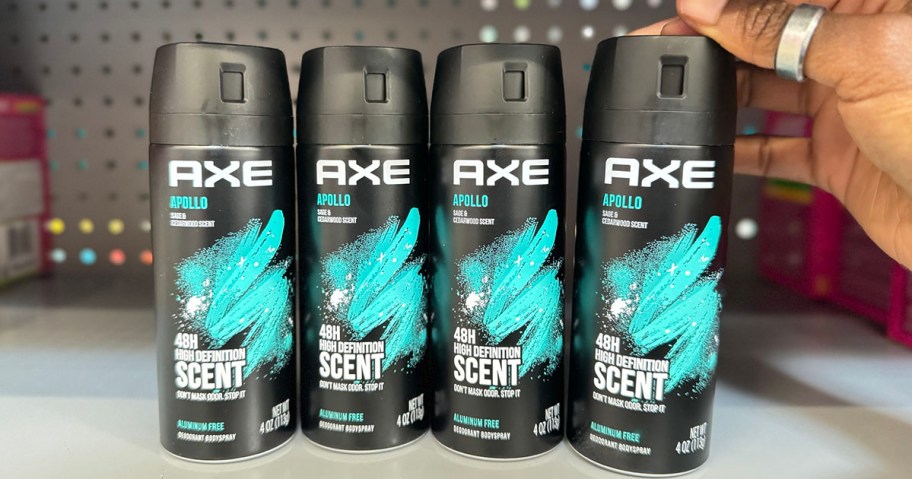 AXE
APOLLO
SAGE &
CEDARWOOD SCENT
48H
HIGH DEFINITION
SCENT
DON'T MASK ODOR. STOP IT
ALUMINUM FREE
DEODORANT BODYSPRAY
NET WT
4 OZ (113g)
AXE
APOLLO
SAGE &
CEDARWOOD SCENT
48H
HIGH DEFINITION
SCENT
DON'T MASK ODOR. STOP IT
ALUMINUM FREE
DEODORANT BODYSPRAY
NET WT
4 OZ (113g)
AXE
APOLLO
SAGE &
CEDARWOOD SCENT
48H
HIGH DEFINITION
SCENT
DON'T MASK ODOR. STOP IT
ALUMINUM FREE
DEODORANT BODYSPRAY
NET WT
4 OZ (113g)
AXE
APOLLO
SAGE &
CEDARWOOD SCENT
48H
HIGH DEFINITION
SCENT
DON'T MASK ODOR. STOP IT
ALUMINUM FREE
DEODORANT BODYSPRAY
NET WT
4 OZ (113g)